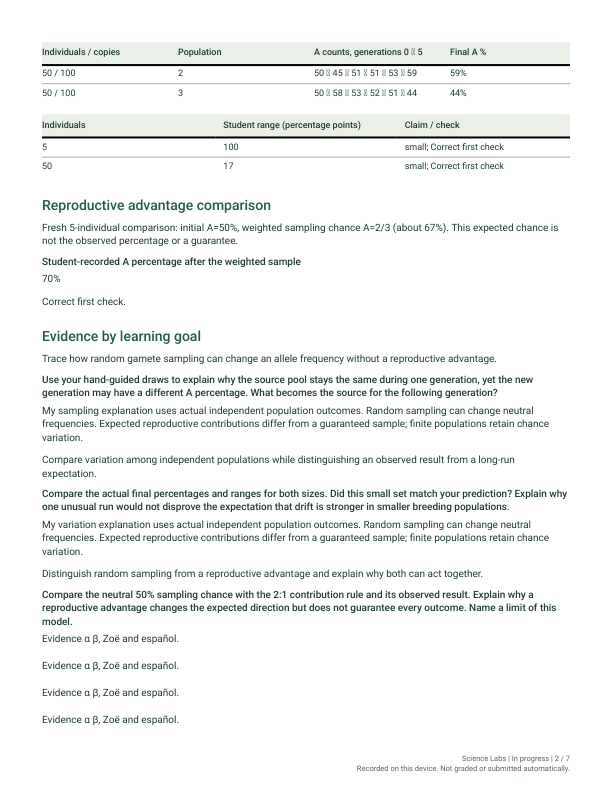 Individuals / copies Population A counts, generations 0 5 Final A %
50 / 100 2 50 45 51 51 53 59 59%
50 / 100 3 50 58 53 52 51 44 44%
Individuals Student range (percentage points) Claim / check
5 100 small; Correct first check
50 17 small; Correct first check
Reproductive advantage comparison
Fresh 5-individual comparison: initial A=50%, weighted sampling chance A=2/3 (about 67%). This expected chance is
not the observed percentage or a guarantee.
Student-recorded A percentage after the weighted sample
70%
Correct first check.
Evidence by learning goal
Trace how random gamete sampling can change an allele frequency without a reproductive advantage.
Use your hand-guided draws to explain why the source pool stays the same during one generation, yet the new
generation may have a different A percentage. What becomes the source for the following generation?
My sampling explanation uses actual independent population outcomes. Random sampling can change neutral
frequencies. Expected reproductive contributions differ from a guaranteed sample; finite populations retain chance
variation.
Compare variation among independent populations while distinguishing an observed result from a long-run
expectation.
Compare the actual final percentages and ranges for both sizes. Did this small set match your prediction? Explain why
one unusual run would not disprove the expectation that drift is stronger in smaller breeding populations.
My variation explanation uses actual independent population outcomes. Random sampling can change neutral
frequencies. Expected reproductive contributions differ from a guaranteed sample; finite populations retain chance
variation.
Distinguish random sampling from a reproductive advantage and explain why both can act together.
Compare the neutral 50% sampling chance with the 2:1 contribution rule and its observed result. Explain why a
reproductive advantage changes the expected direction but does not guarantee every outcome. Name a limit of this
model.
Evidence α β, Zoë and español.
Evidence α β, Zoë and español.
Evidence α β, Zoë and español.
Evidence α β, Zoë and español.
Science Labs | In progress | 2 / 7
Recorded on this device. Not graded or submitted automatically.